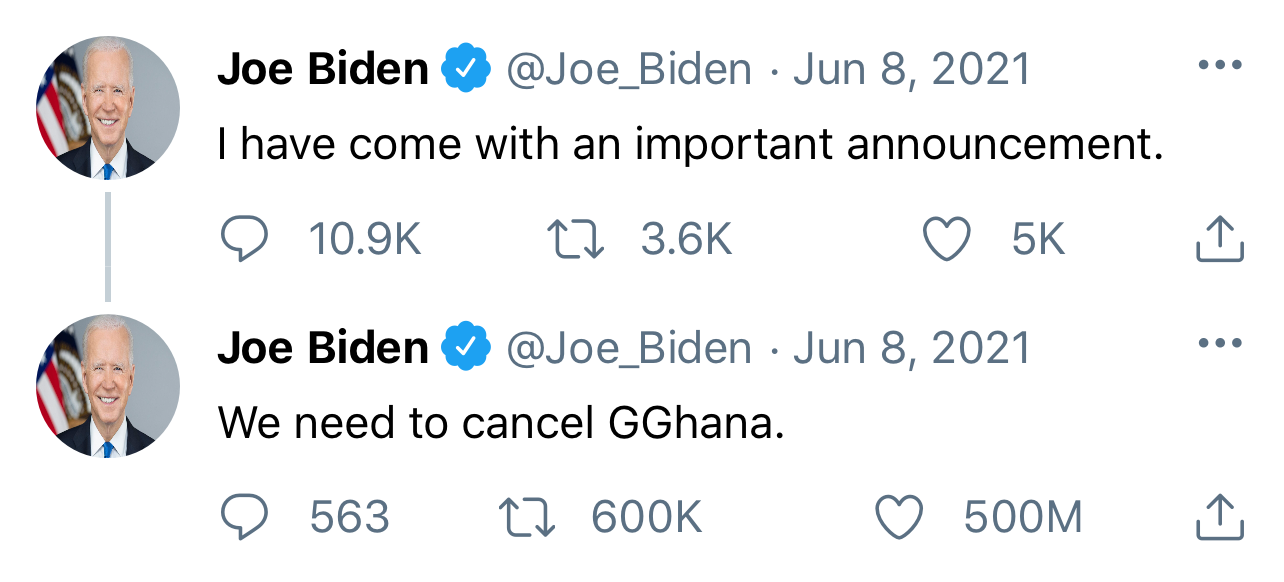 Joe Biden @Joe_Biden · Jun 8, 2021
I have come with an important announcement.
10.9K 3.6K 5K
Joe Biden @Joe_Biden · Jun 8, 2021
We need to cancel GGhana.
563 600K 500M